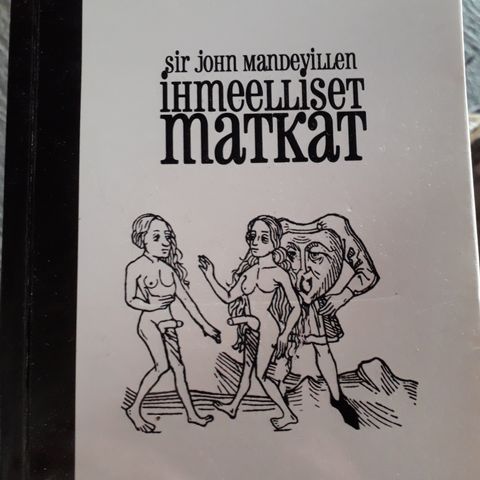 sir john mandevillen
ihmeelliset
matkat